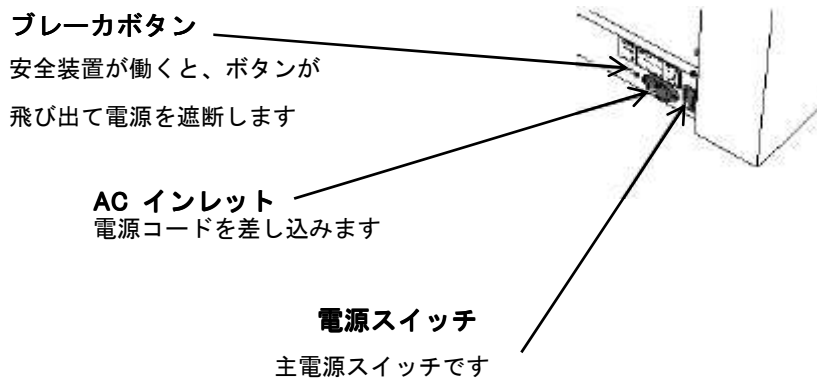 ブレーカボタン
安全装置が働くと、ボタンが
飛び出て電源を遮断します
AC インレット
電源コードを差し込みます
電源スイッチ
主電源スイッチです